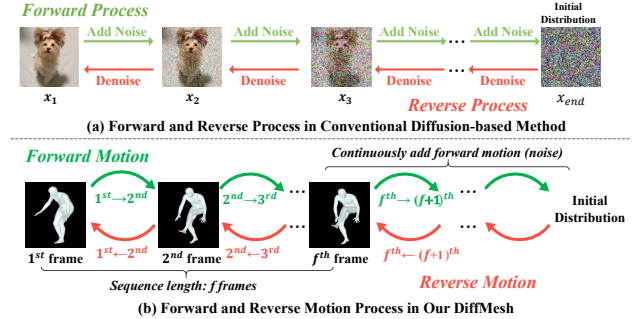 Forward Process
Initial
Distribution
Add Noise
Add Noise
Add Noise
Add Noise
...
Denoise
Denoise
Denoise
Denoise
...
x₁
x₂
x₃
Reverse Process
x_end
(a) Forward and Reverse Process in Conventional Diffusion-based Method
Forward Motion
Continuously add forward motion (noise)
1ˢᵗ→2ⁿᵈ
2ⁿᵈ→3ʳᵈ
...
fᵗʰ→(f+1)ᵗʰ
...
Initial
Distribution
1ˢᵗ←2ⁿᵈ
2ⁿᵈ←3ʳᵈ
...
fᵗʰ←(f+1)ᵗʰ
...
1ˢᵗ frame
2ⁿᵈ frame
fᵗʰ frame
Reverse Motion
Sequence length: f frames
(b) Forward and Reverse Motion Process in Our DiffMesh